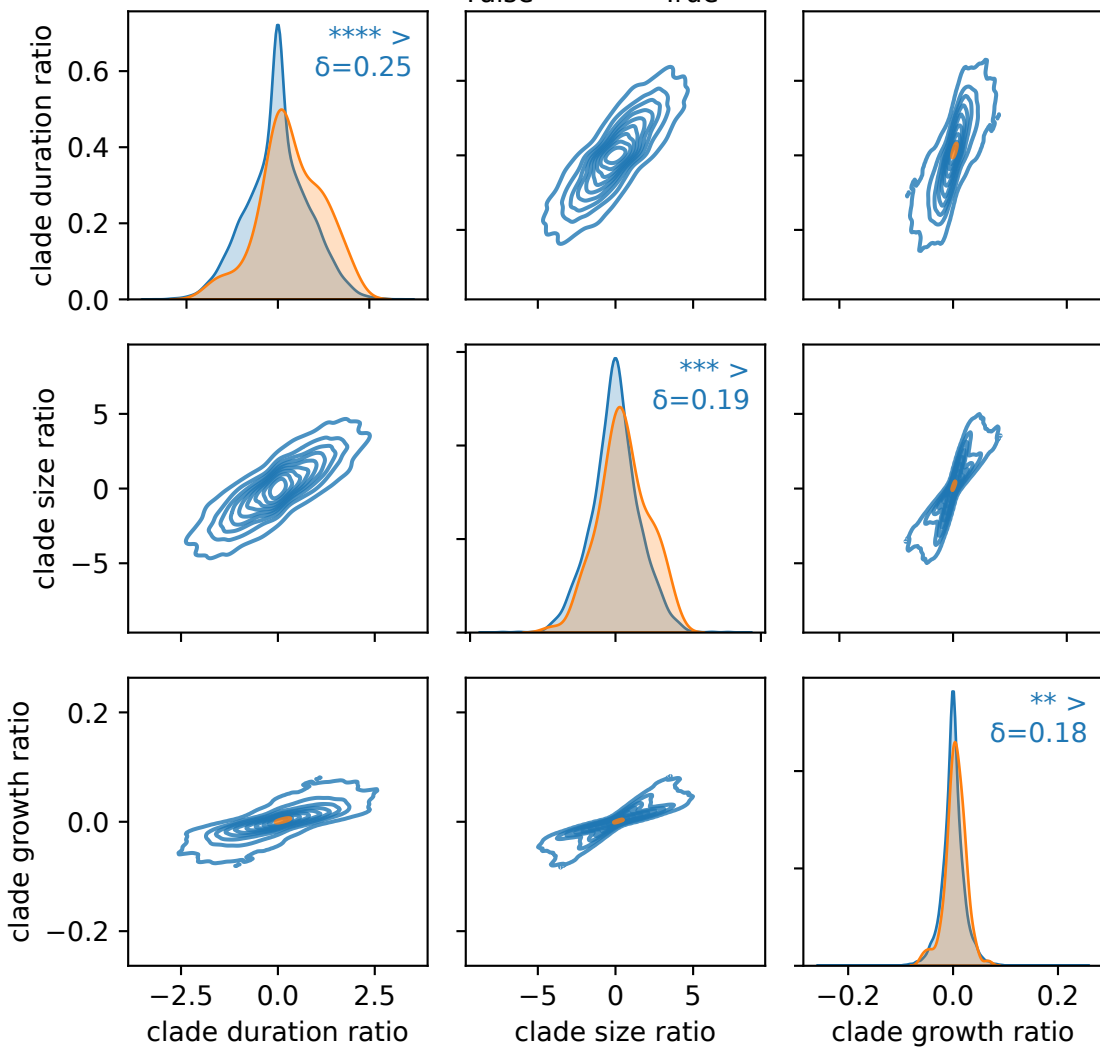 **** >
δ=0.25
clade duration ratio
0.6
0.4
0.2
0.0
*** >
δ=0.19
clade size ratio
5
0
−5
** >
δ=0.18
clade growth ratio
0.2
0.0
−0.2
−2.5 0.0 2.5
−5 0 5
−0.2 0.0 0.2
clade duration ratio
clade size ratio
clade growth ratio